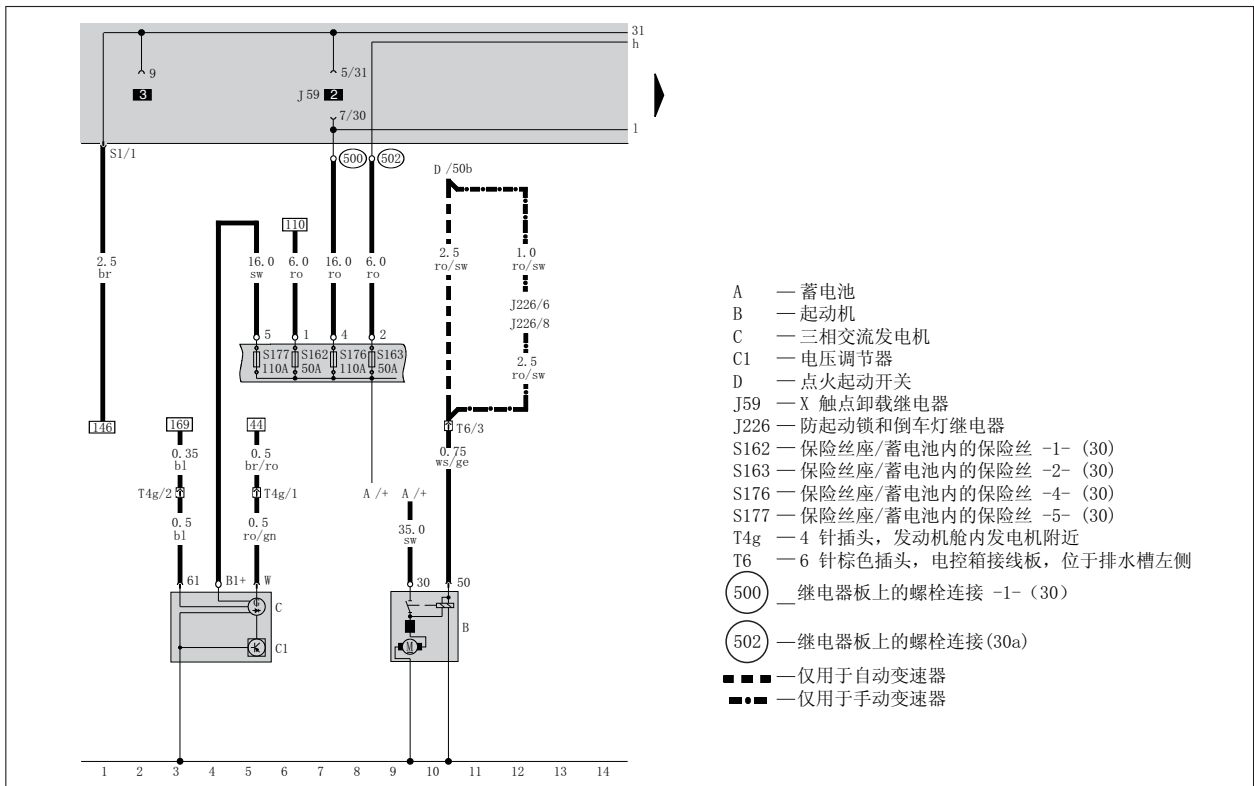 31
h
9
5/31
3
J 59 2
7/30
1
S1/1
500 502
D /50b
110
2.5
br
16.0 6.0 16.0 6.0
sw ro ro ro
2.5 1.0
ro/sw ro/sw
J226/6
J226/8
5 1 4 2
S177 S162 S176 S163
110A 50A 110A 50A
2.5
ro/sw
146 169 44
T6/3
0.35 0.5
bl br/ro
0.75
ws/ge
T4g/2 T4g/1
A /+ A /+
0.5 0.5
bl ro/gn
35.0
sw
61 B1+ W 30 50
G
C
B
C1
M
1 2 3 4 5 6 7 8 9 10 11 12 13 14
A — 蓄电池
B — 起动机
C — 三相交流发电机
C1 — 电压调节器
D — 点火起动开关
J59 — X 触点卸载继电器
J226 — 防起动锁和倒车灯继电器
S162 — 保险丝座/蓄电池内的保险丝 -1- (30)
S163 — 保险丝座/蓄电池内的保险丝 -2- (30)
S176 — 保险丝座/蓄电池内的保险丝 -4- (30)
S177 — 保险丝座/蓄电池内的保险丝 -5- (30)
T4g — 4 针插头，发动机舱内发电机附近
T6 — 6 针棕色插头，电控箱接线板，位于排水槽左侧
500 — 继电器板上的螺栓连接 -1-（30）
502 — 继电器板上的螺栓连接(30a)
— 仅用于自动变速器
— 仅用于手动变速器